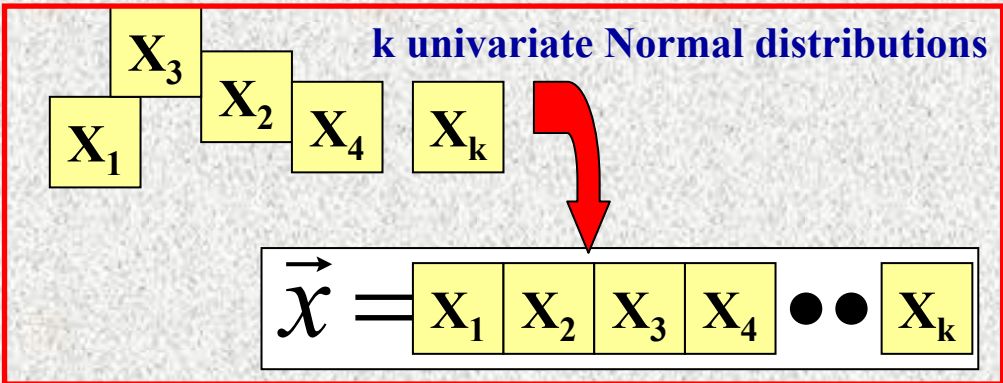 k univariate Normal distributions
X₃
X₂
X₁
X₄
Xₖ
x⃗ = X₁ X₂ X₃ X₄ ●● Xₖ